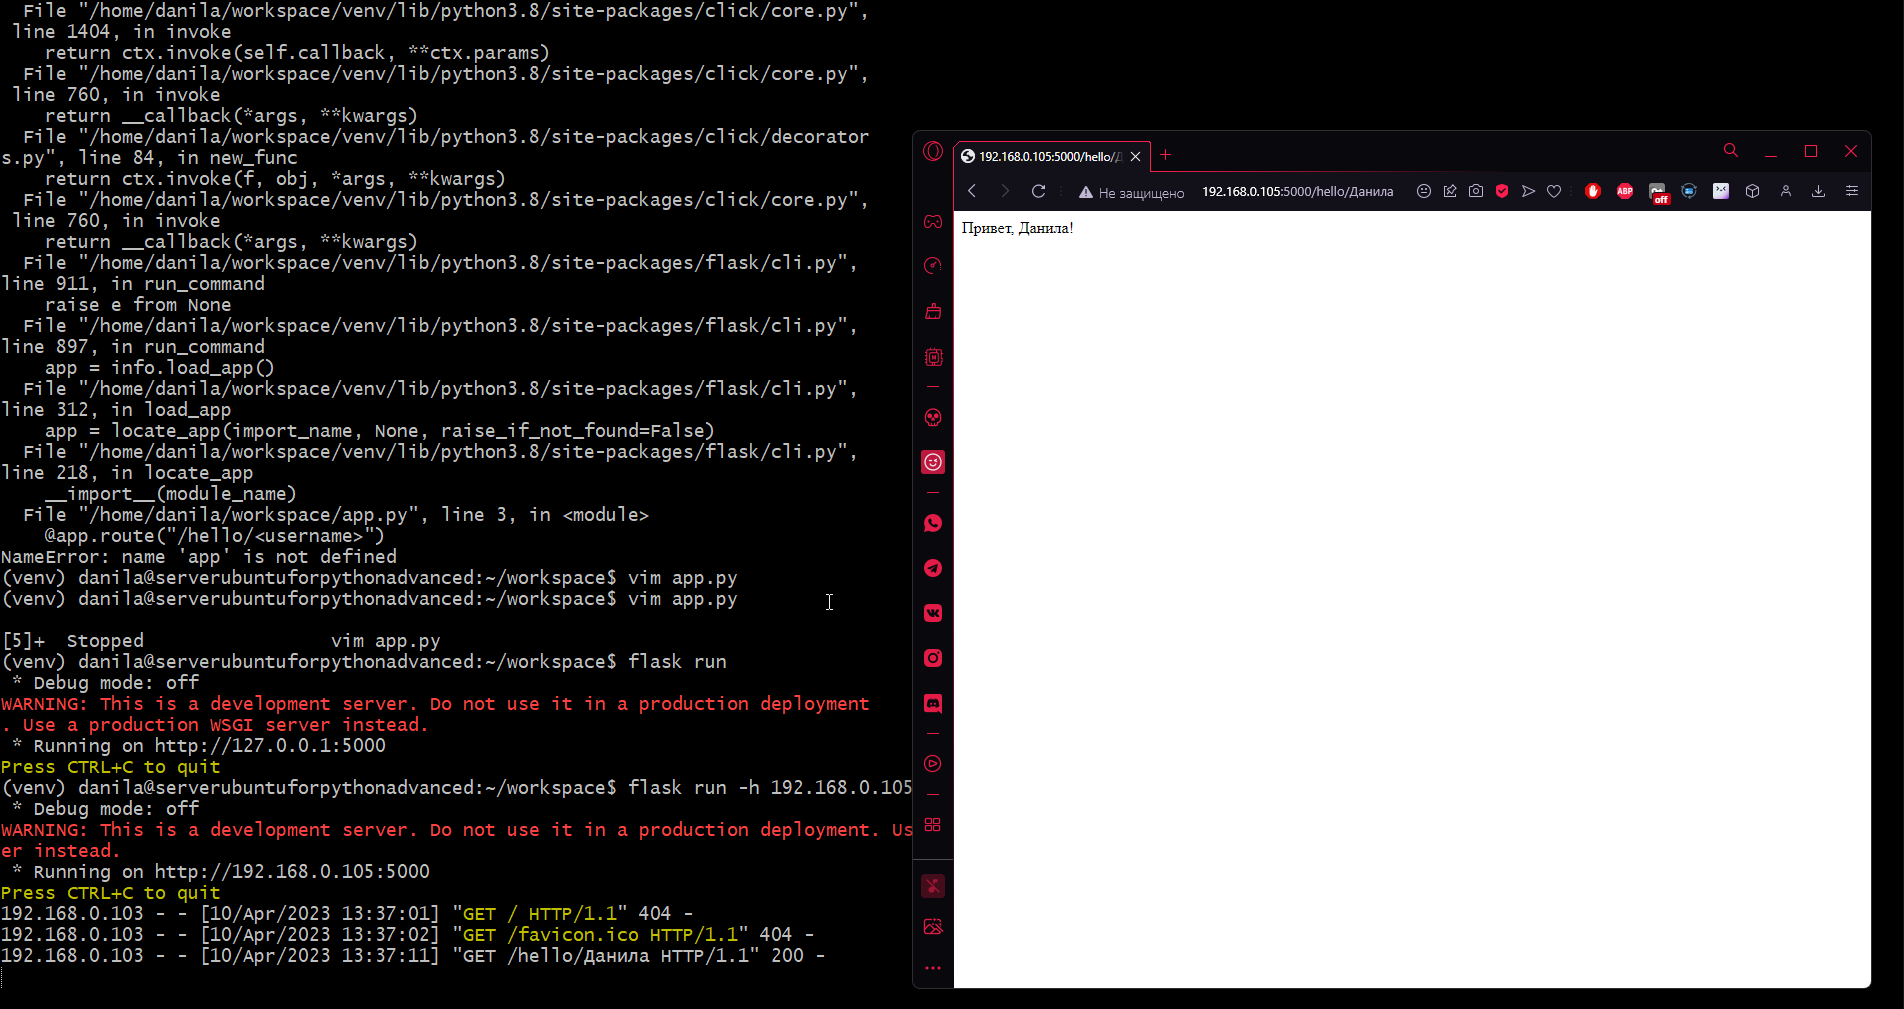 File "/home/danila/workspace/venv/lib/python3.8/site-packages/click/core.py",
line 1404, in invoke
return ctx.invoke(self.callback, **ctx.params)
File "/home/danila/workspace/venv/lib/python3.8/site-packages/click/core.py",
line 760, in invoke
return __callback(*args, **kwargs)
File "/home/danila/workspace/venv/lib/python3.8/site-packages/click/decorator
s.py", line 84, in new_func
return ctx.invoke(f, obj, *args, **kwargs)
File "/home/danila/workspace/venv/lib/python3.8/site-packages/click/core.py",
line 760, in invoke
return __callback(*args, **kwargs)
File "/home/danila/workspace/venv/lib/python3.8/site-packages/flask/cli.py",
line 911, in run_command
raise e from None
File "/home/danila/workspace/venv/lib/python3.8/site-packages/flask/cli.py",
line 897, in run_command
app = info.load_app()
File "/home/danila/workspace/venv/lib/python3.8/site-packages/flask/cli.py",
line 312, in load_app
app = locate_app(import_name, None, raise_if_not_found=False)
File "/home/danila/workspace/venv/lib/python3.8/site-packages/flask/cli.py",
line 218, in locate_app
__import__(module_name)
File "/home/danila/workspace/app.py", line 3, in <module>
@app.route("/hello/<username>")
NameError: name 'app' is not defined
(venv) danila@serverubuntuforpythonadvanced:~/workspace$ vim app.py
(venv) danila@serverubuntuforpythonadvanced:~/workspace$ vim app.py
[5]+  Stopped                 vim app.py
(venv) danila@serverubuntuforpythonadvanced:~/workspace$ flask run
* Debug mode: off
WARNING: This is a development server. Do not use it in a production deployment
. Use a production WSGI server instead.
* Running on http://127.0.0.1:5000
Press CTRL+C to quit
(venv) danila@serverubuntuforpythonadvanced:~/workspace$ flask run -h 192.168.0.105
* Debug mode: off
WARNING: This is a development server. Do not use it in a production deployment. Us
er instead.
* Running on http://192.168.0.105:5000
Press CTRL+C to quit
192.168.0.103 - - [10/Apr/2023 13:37:01] "GET / HTTP/1.1" 404 -
192.168.0.103 - - [10/Apr/2023 13:37:02] "GET /favicon.ico HTTP/1.1" 404 -
192.168.0.103 - - [10/Apr/2023 13:37:11] "GET /hello/Данила HTTP/1.1" 200 -
192.168.0.105:5000/hello/Д
Не защищено 192.168.0.105:5000/hello/Данила
ABP
off
Привет, Данила!